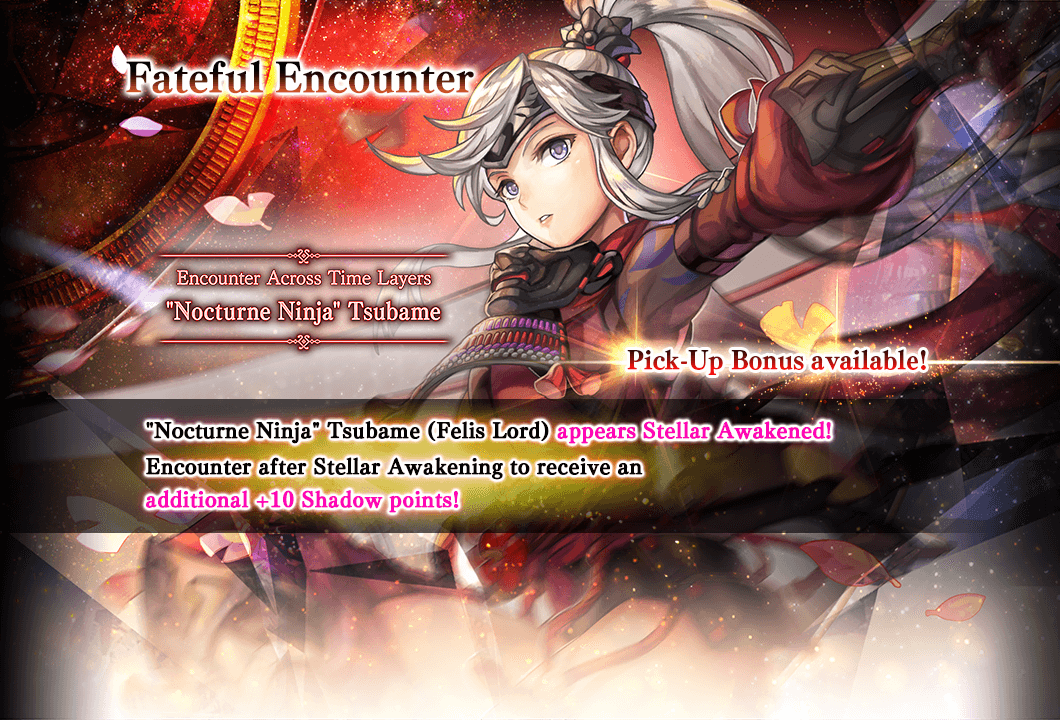 Fateful Encounter
Encounter Across Time Layers
"Nocturne Ninja" Tsubame
Pick-Up Bonus available!
"Nocturne Ninja" Tsubame (Felis Lord) appears Stellar Awakened!
Encounter after Stellar Awakening to receive an
additional +10 Shadow points!